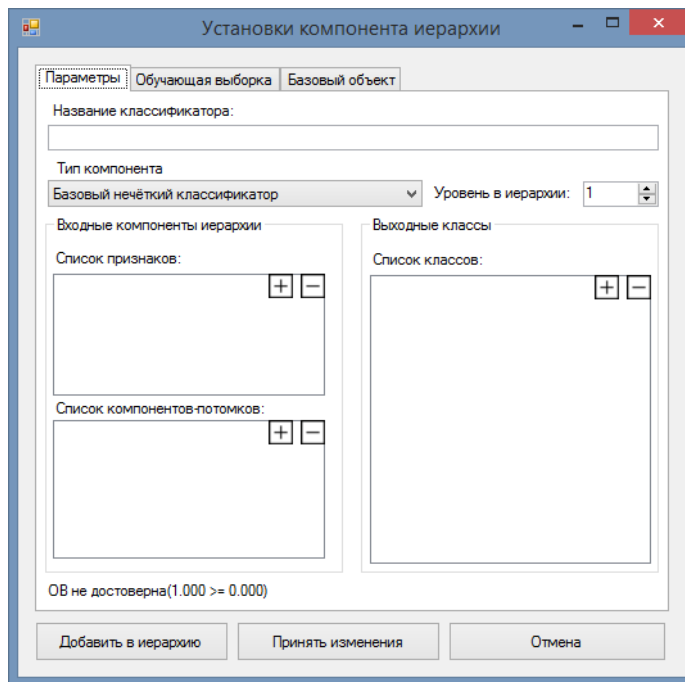 Установки компонента иерархии
Параметры Обучающая выборка Базовый объект
Название классификатора:
Тип компонента
Базовый нечёткий классификатор Уровень в иерархии: 1
Входные компоненты иерархии Выходные классы
Список признаков: Список классов:
Список компонентов-потомков:
ОВ не достоверна(1.000 >= 0.000)
Добавить в иерархию Принять изменения Отмена